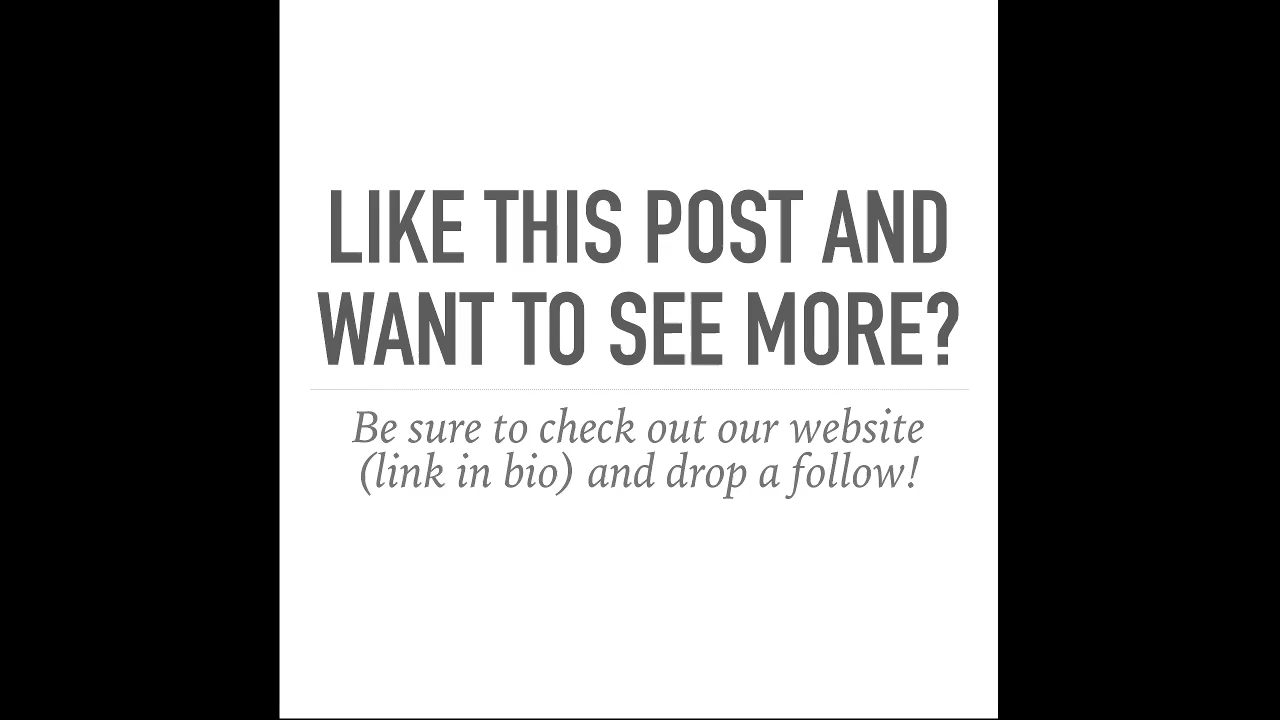 LIKE THIS POST AND
WANT TO SEE MORE?
Be sure to check out our website
(link in bio) and drop a follow!